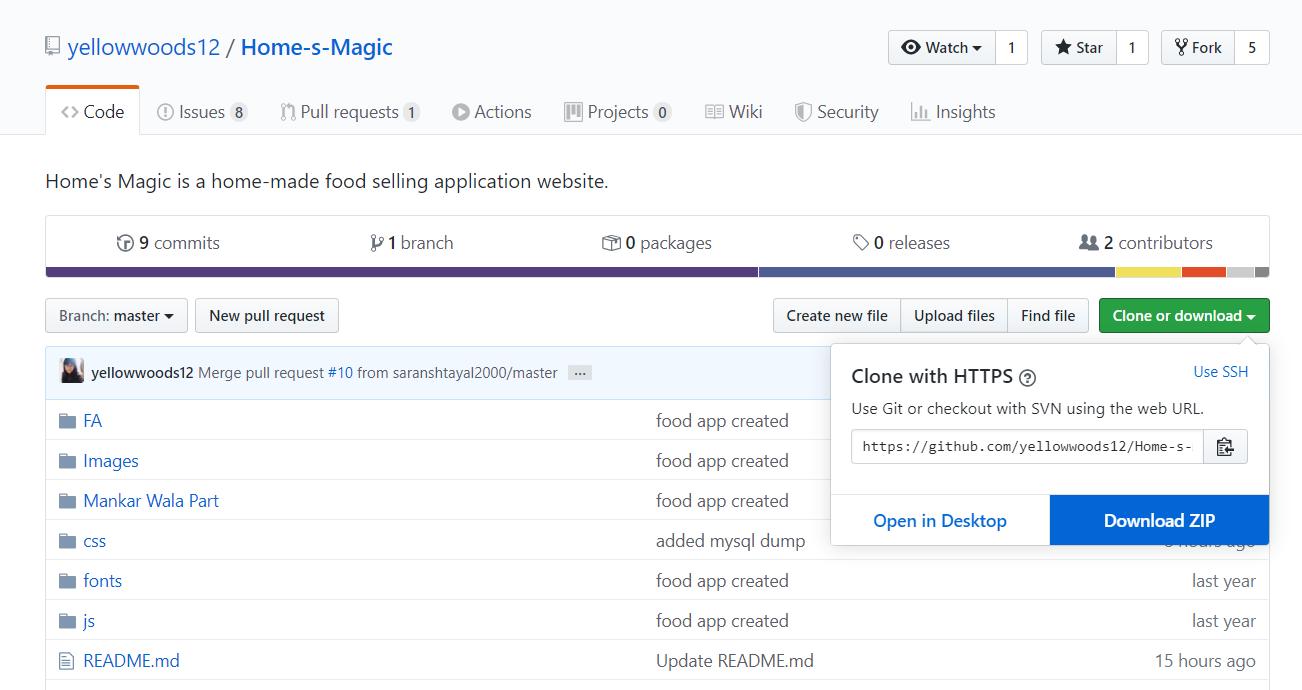 yellowwoods12 / Home-s-Magic
Watch 1 Star 1 Fork 5
Code Issues 8 Pull requests 1 Actions Projects 0 Wiki Security Insights
Home's Magic is a home-made food selling application website.
9 commits 1 branch 0 packages 0 releases 2 contributors
Branch: master New pull request Create new file Upload files Find file Clone or download
yellowwoods12 Merge pull request #10 from saranshtayal2000/master ...
Clone with HTTPS ? Use SSH
Use Git or checkout with SVN using the web URL.
https://github.com/yellowwoods12/Home-s-
Open in Desktop Download ZIP
FA food app created
Images food app created
Mankar Wala Part food app created
css added mysql dump hours ago
fonts food app created last year
js food app created last year
README.md Update README.md 15 hours ago